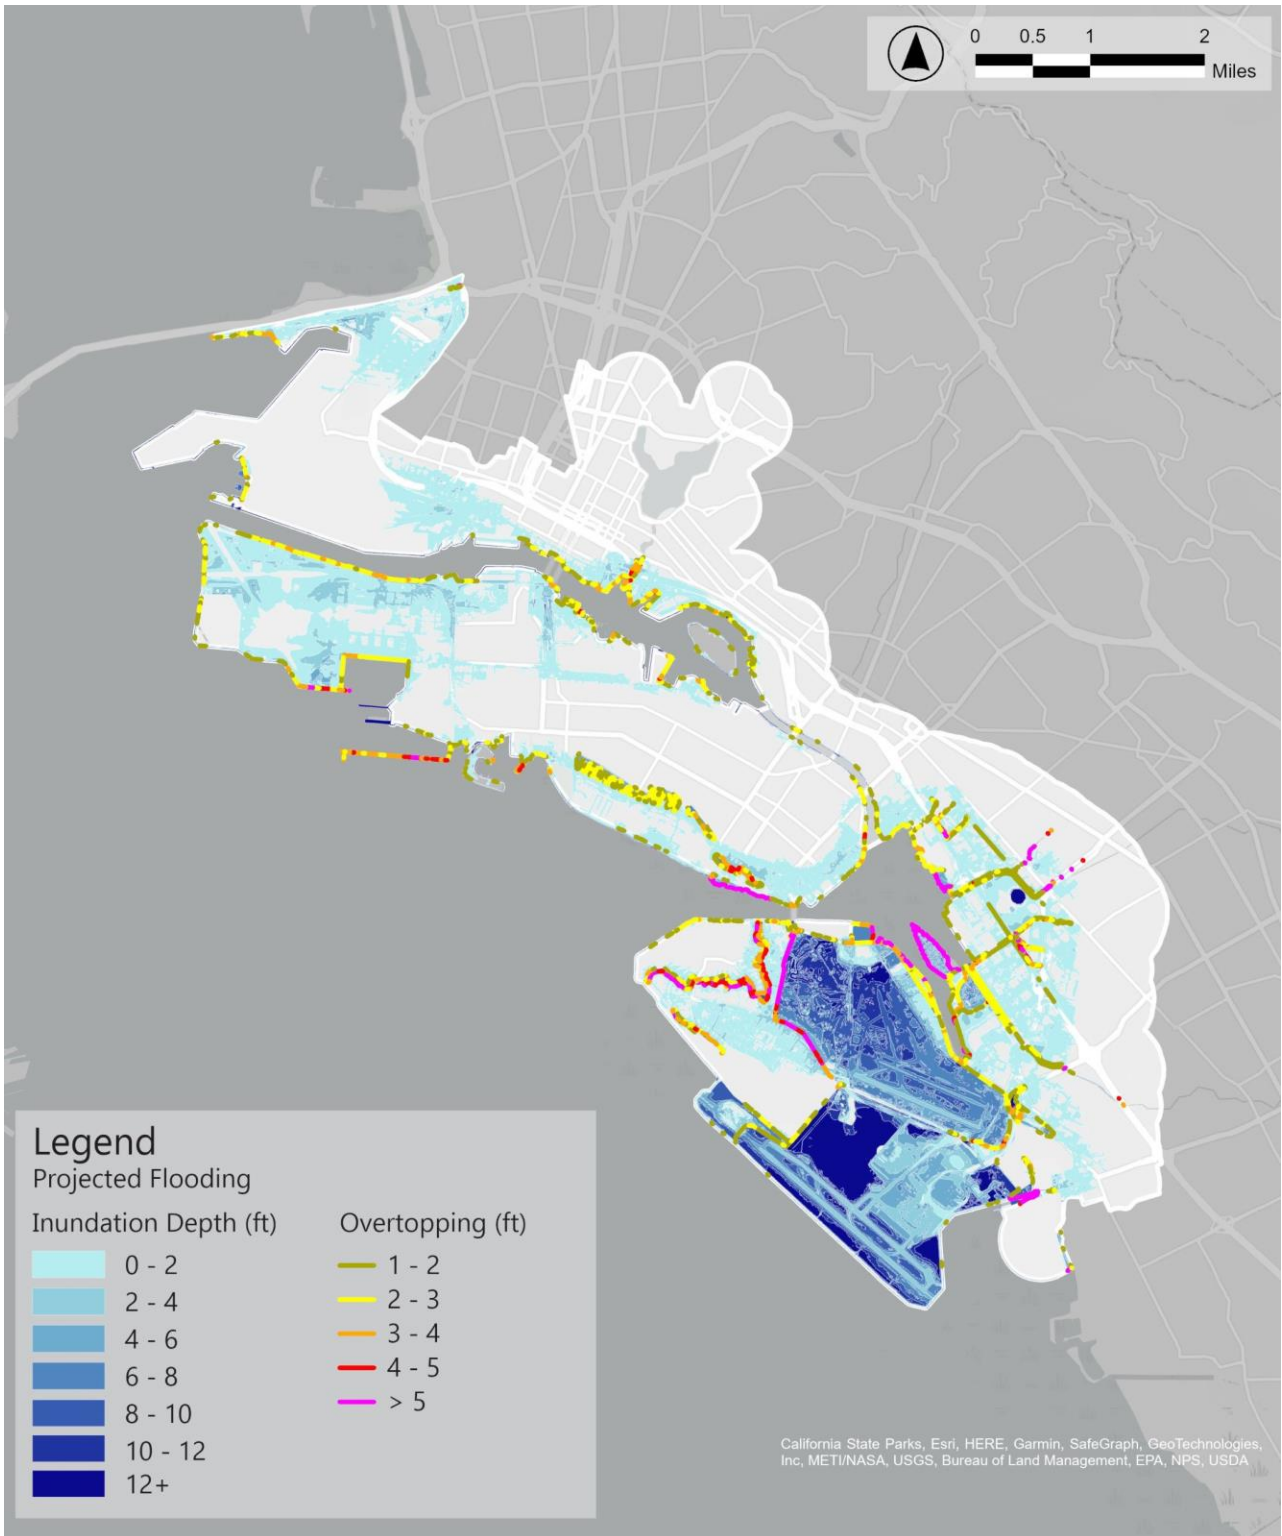 0 0.5 1 2
Miles
Legend
Projected Flooding
Inundation Depth (ft)
0 - 2
2 - 4
4 - 6
6 - 8
8 - 10
10 - 12
12+
Overtopping (ft)
1 - 2
2 - 3
3 - 4
4 - 5
> 5
California State Parks, Esri, HERE, Garmin, SafeGraph, GeoTechnologies,
Inc, METI/NASA, USGS, Bureau of Land Management, EPA, NPS, USDA